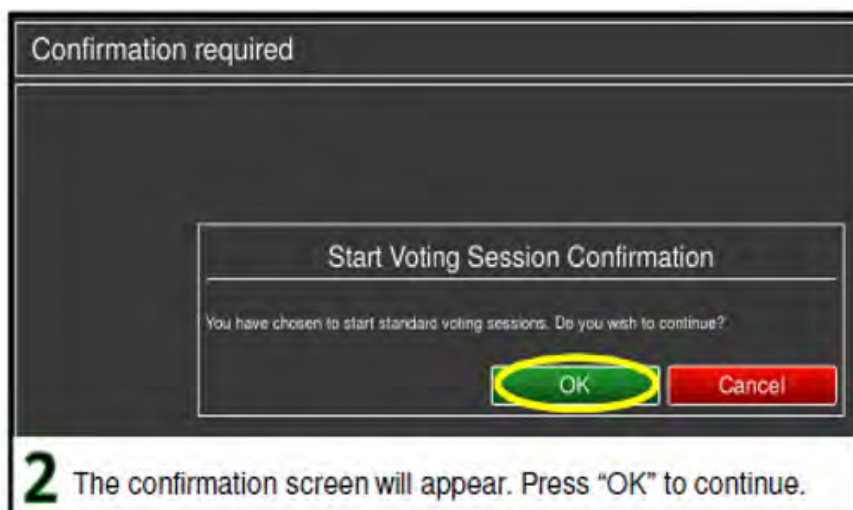 Confirmation required
Start Voting Session Confirmation
You have chosen to start standard voting sessions. Do you wish to continue?
OK Cancel
2 The confirmation screen will appear. Press “OK” to continue.